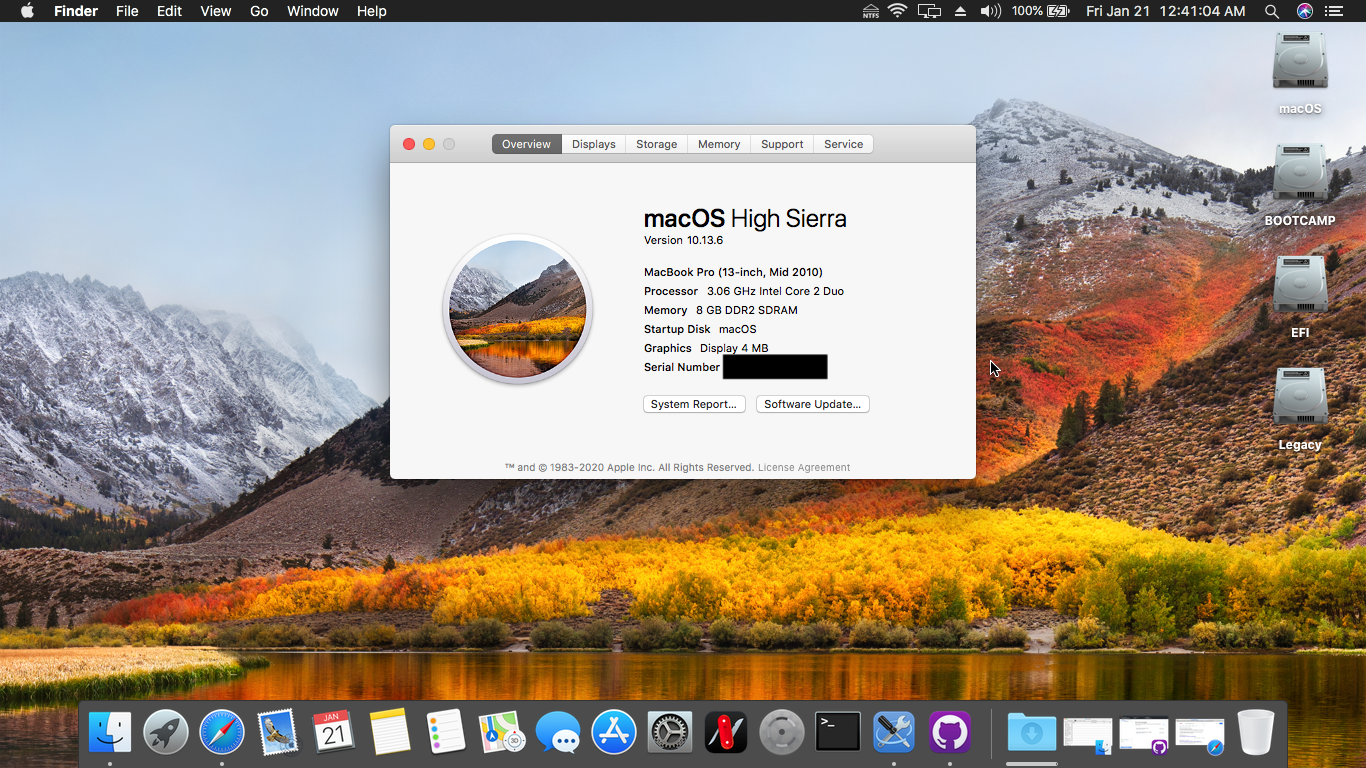 Finder File Edit View Go Window Help NTFS 100% Fri Jan 21 12:41:04 AM
macOS
BOOTCAMP
EFI
Legacy
Overview Displays Storage Memory Support Service
macOS High Sierra
Version 10.13.6
MacBook Pro (13-inch, Mid 2010)
Processor 3.06 GHz Intel Core 2 Duo
Memory 8 GB DDR2 SDRAM
Startup Disk macOS
Graphics Display 4 MB
Serial Number
System Report... Software Update...
™ and © 1983-2020 Apple Inc. All Rights Reserved. License Agreement
JAN
21
3D
>_